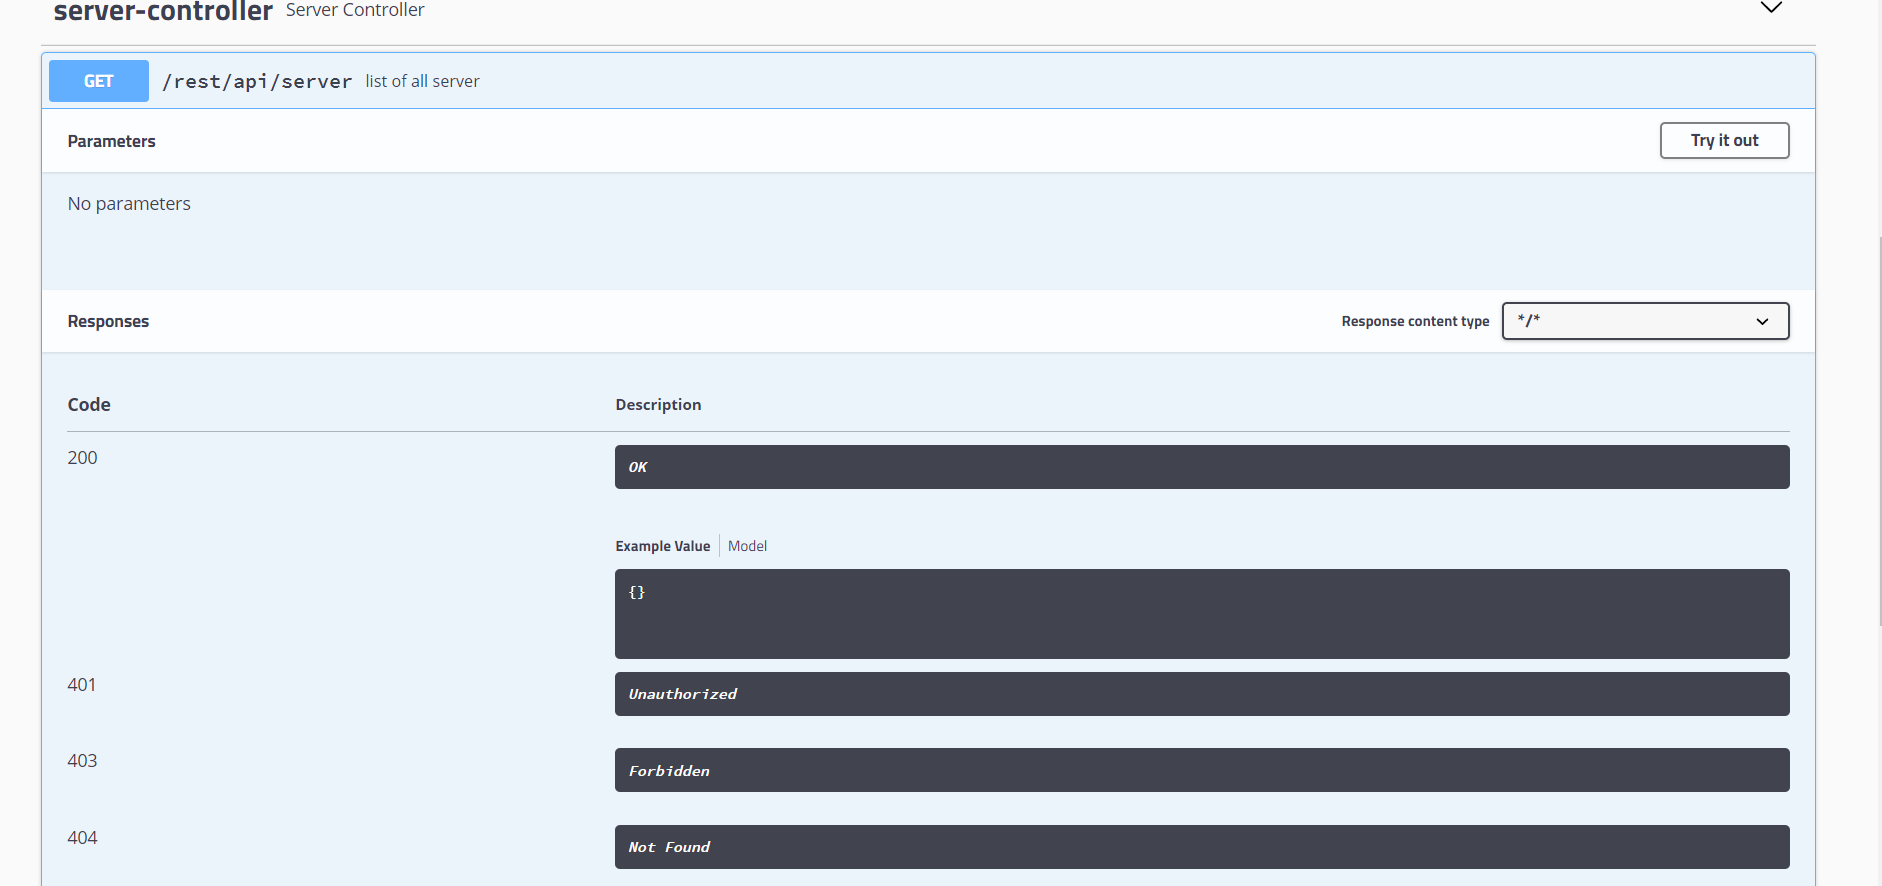 server-controller Server Controller
GET /rest/api/server list of all server
Parameters Try it out
No parameters
Responses Response content type */*
Code Description
200 OK
Example Value Model
{}
401 Unauthorized
403 Forbidden
404 Not Found